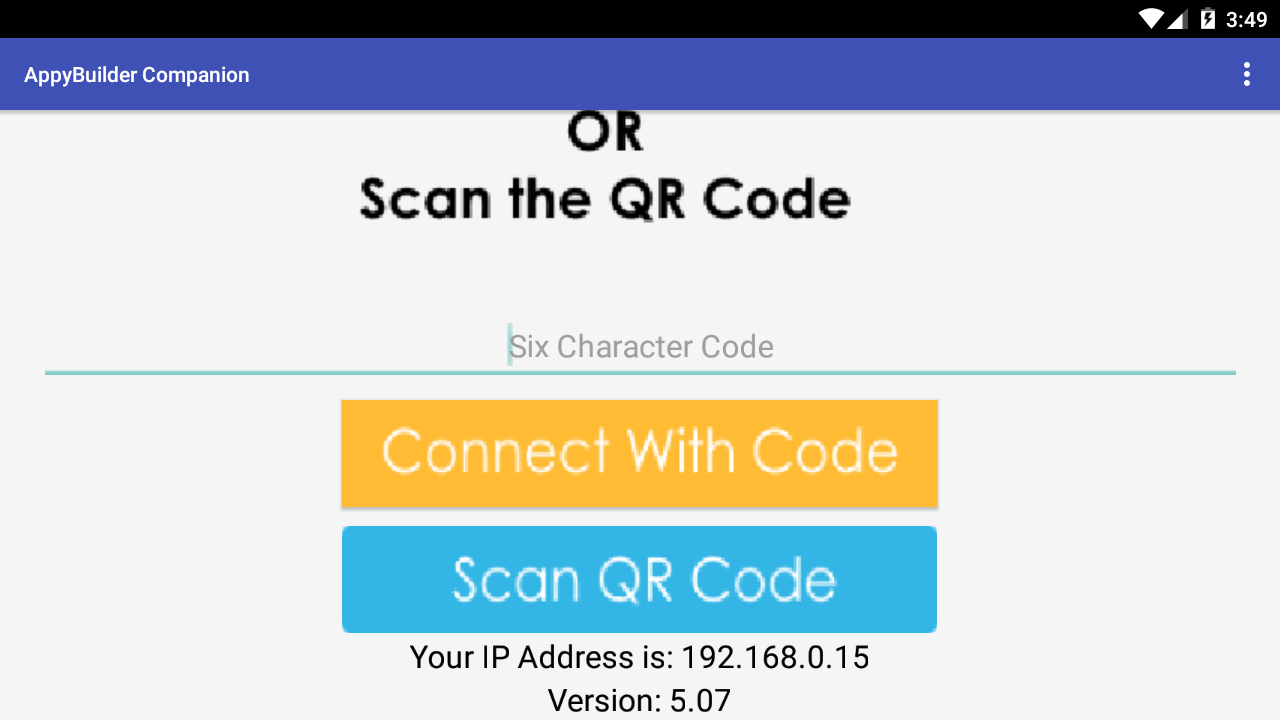 3:49
AppyBuilder Companion
OR
Scan the QR Code
Six Character Code
Connect With Code
Scan QR Code
Your IP Address is: 192.168.0.15
Version: 5.07